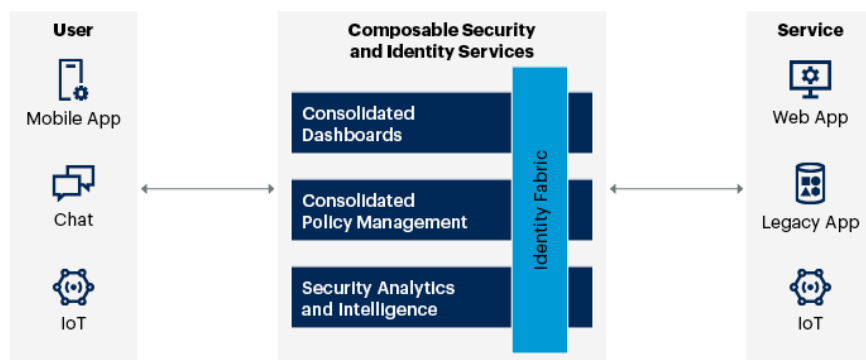 User
Mobile App
Chat
IoT
Composable Security
and Identity Services
Consolidated
Dashboards
Consolidated
Policy Management
Security Analytics
and Intelligence
Identity Fabric
Service
Web App
Legacy App
IoT